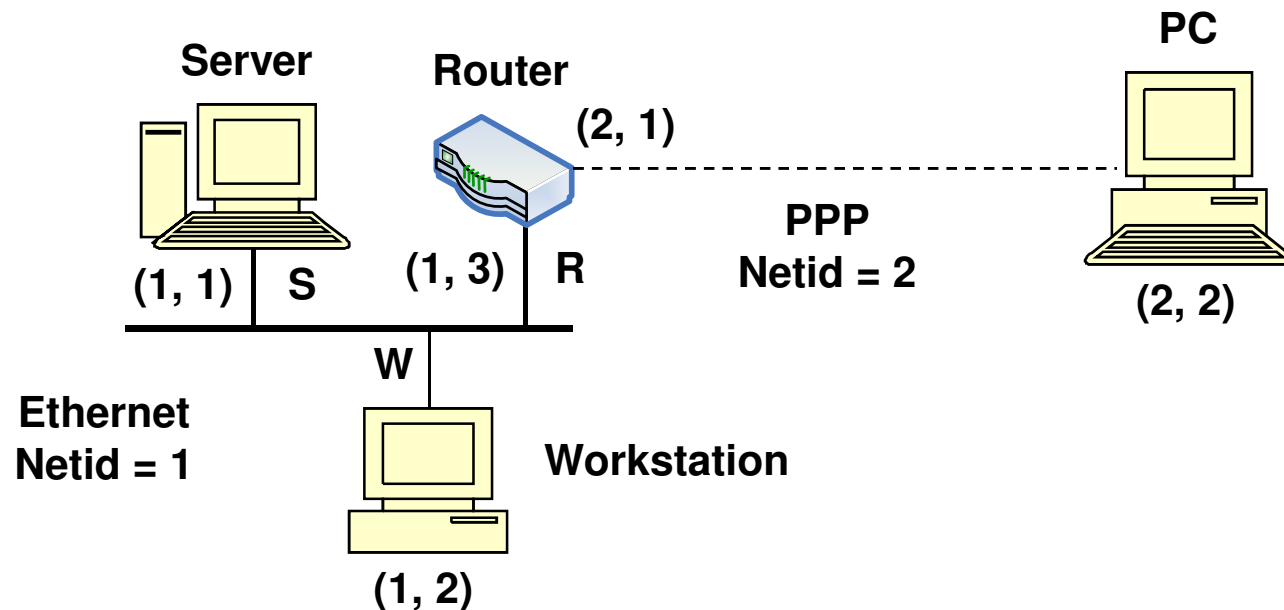 Server
Router
PC
(2, 1)
PPP
Netid = 2
(1, 1)
S
(1, 3)
R
(2, 2)
W
Ethernet
Netid = 1
Workstation
(1, 2)